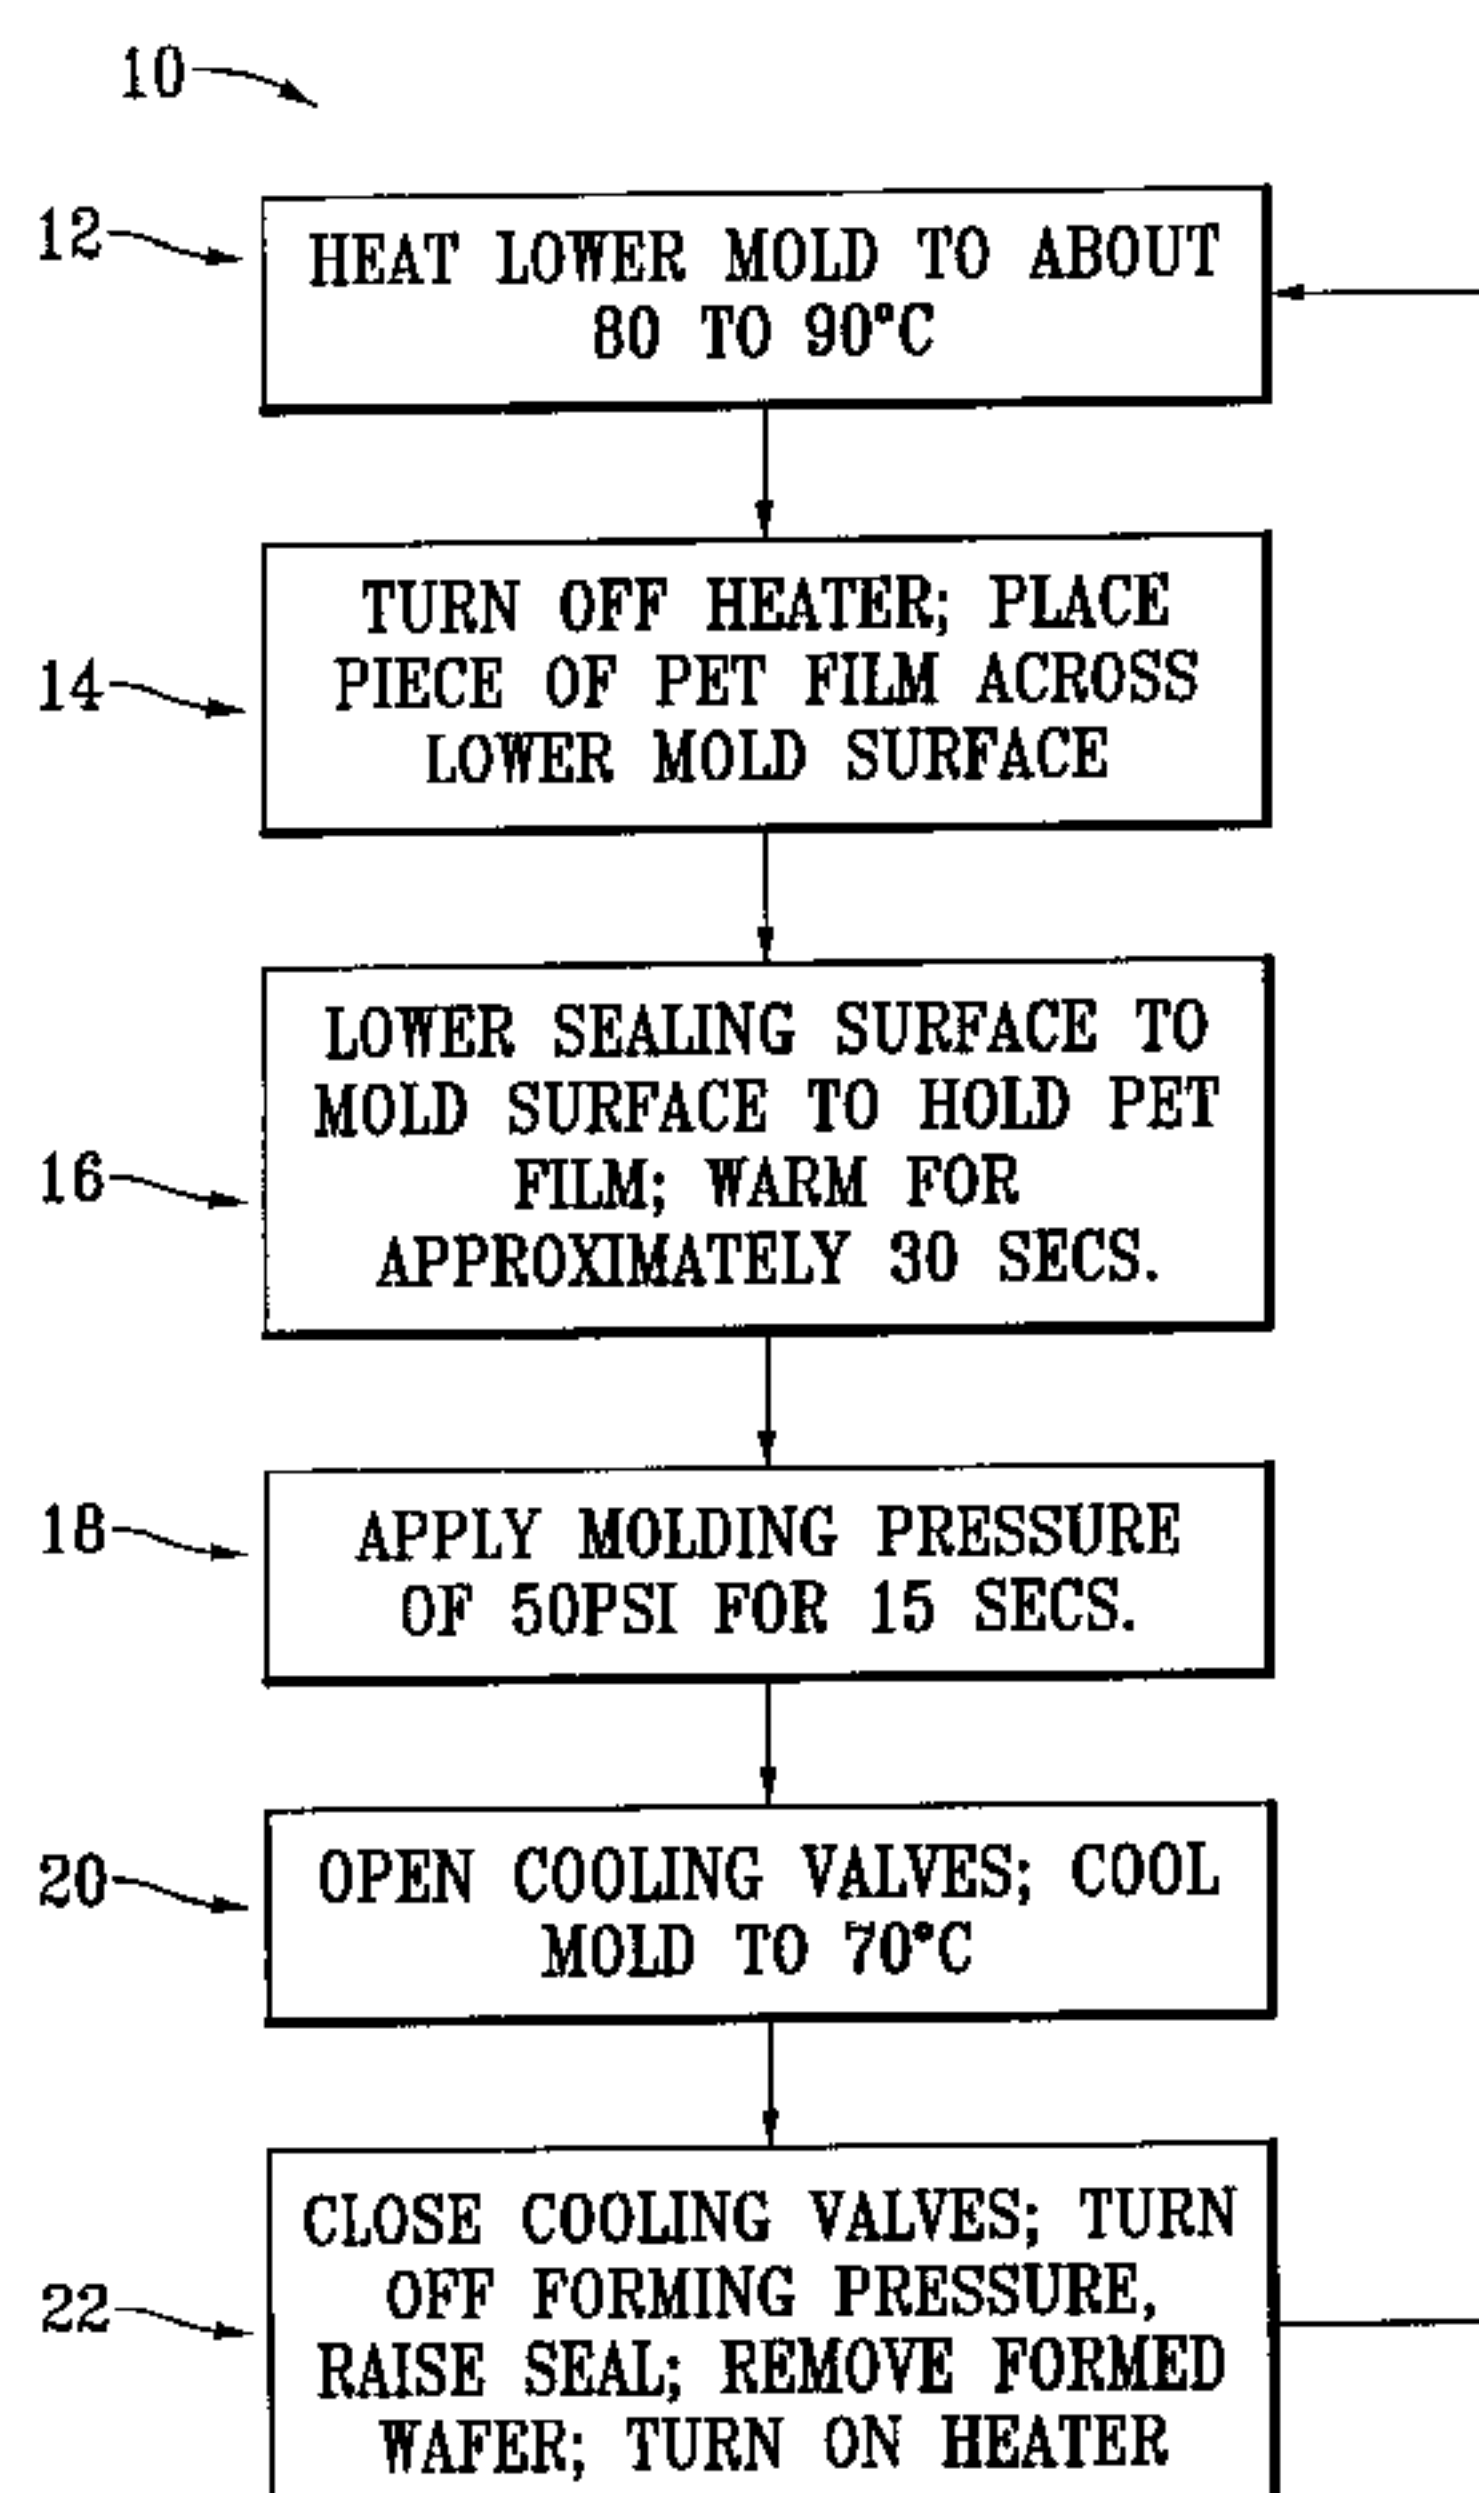 10
12
HEAT LOWER MOLD TO ABOUT
80 TO 90°C
14
TURN OFF HEATER; PLACE
PIECE OF PET FILM ACROSS
LOWER MOLD SURFACE
16
LOWER SEALING SURFACE TO
MOLD SURFACE TO HOLD PET
FILM; WARM FOR
APPROXIMATELY 30 SECS.
18
APPLY MOLDING PRESSURE
OF 50PSI FOR 15 SECS.
20
OPEN COOLING VALVES; COOL
MOLD TO 70°C
22
CLOSE COOLING VALVES; TURN
OFF FORMING PRESSURE,
RAISE SEAL; REMOVE FORMED
WAFER; TURN ON HEATER